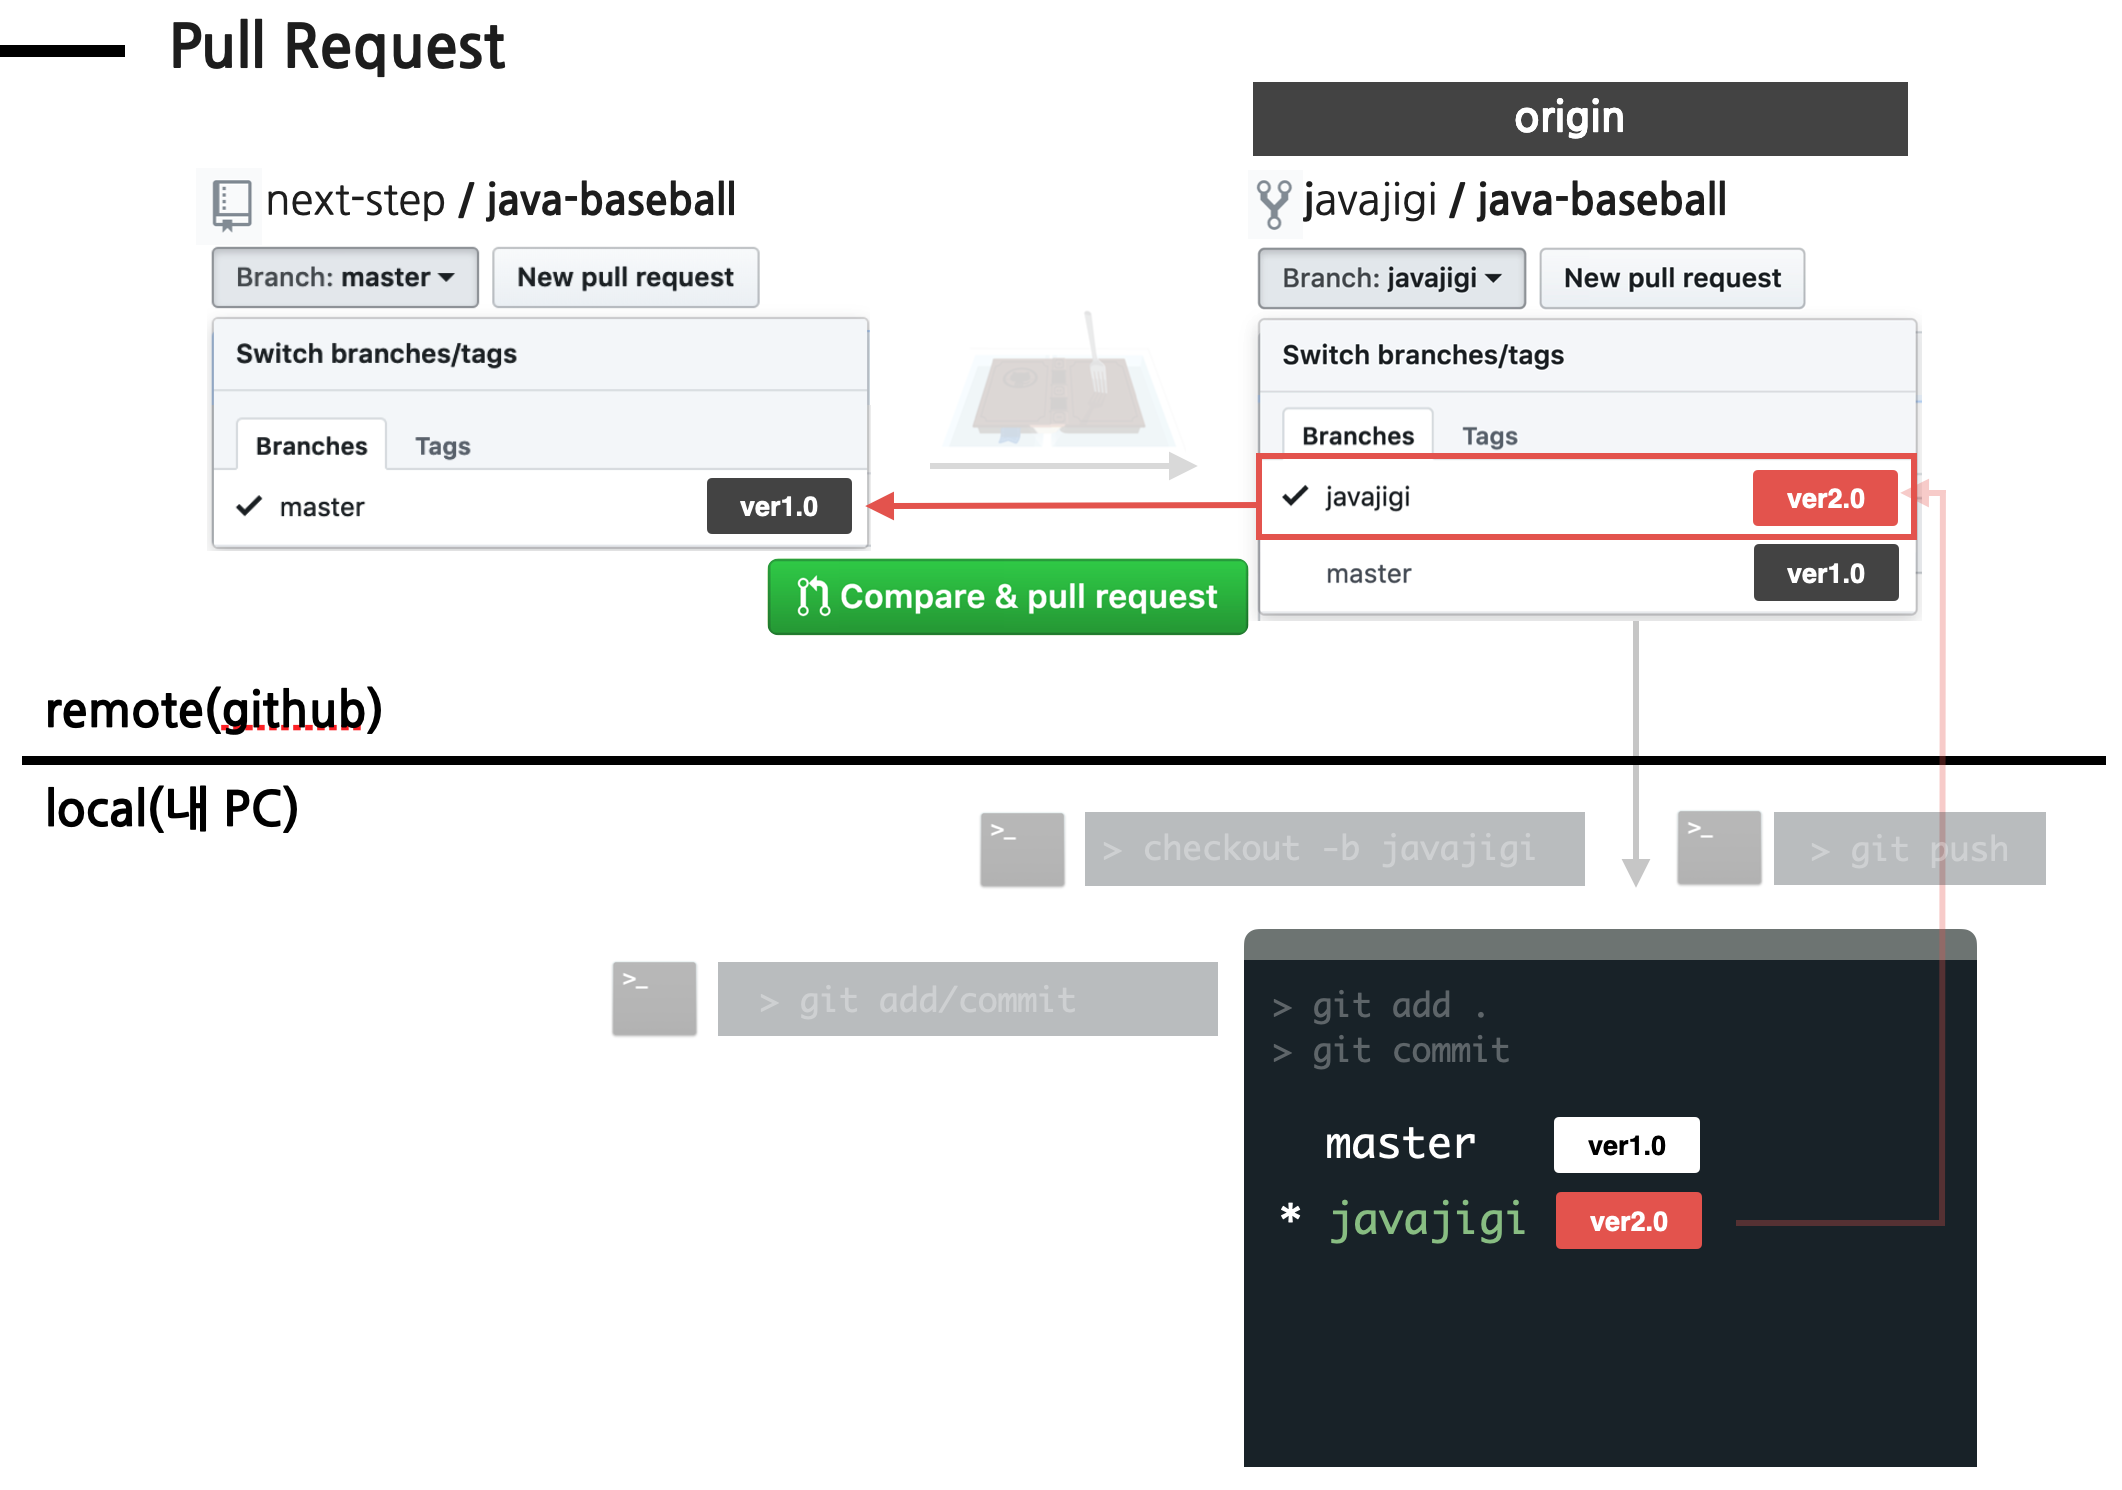 Pull Request
origin
next-step / java-baseball
Branch: master
New pull request
Switch branches/tags
Branches
Tags
master
ver1.0
javajigi / java-baseball
Branch: javajigi
New pull request
Switch branches/tags
Branches
Tags
javajigi
ver2.0
master
ver1.0
Compare & pull request
remote(github)
local(내 PC)
>_
> checkout -b javajigi
>_
> git push
>_
> git add/commit
> git add .
> git commit
master ver1.0
* javajigi ver2.0